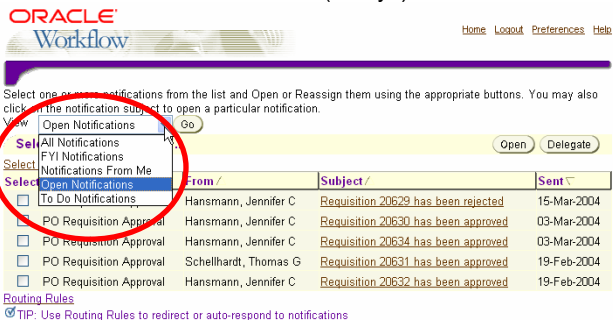 ORACLE
Workflow
Home Logout Preferences Help
Select one or more notifications from the list and Open or Reassign them using the appropriate buttons. You may also
click on the notification subject to open a particular notification.
View Open Notifications Go
All Notifications
FYI Notifications
Notifications From Me
Open Notifications
To Do Notifications
Open Delegate
Select
Select From Subject Sent
Hansmann, Jennifer C Requisition 20629 has been rejected 15-Mar-2004
PO Requisition Approval Hansmann, Jennifer C Requisition 20630 has been approved 03-Mar-2004
PO Requisition Approval Hansmann, Jennifer C Requisition 20634 has been approved 03-Mar-2004
PO Requisition Approval Schellhardt, Thomas G Requisition 20631 has been approved 19-Feb-2004
PO Requisition Approval Hansmann, Jennifer C Requisition 20632 has been approved 19-Feb-2004
Routing Rules
TIP: Use Routing Rules to redirect or auto-respond to notifications